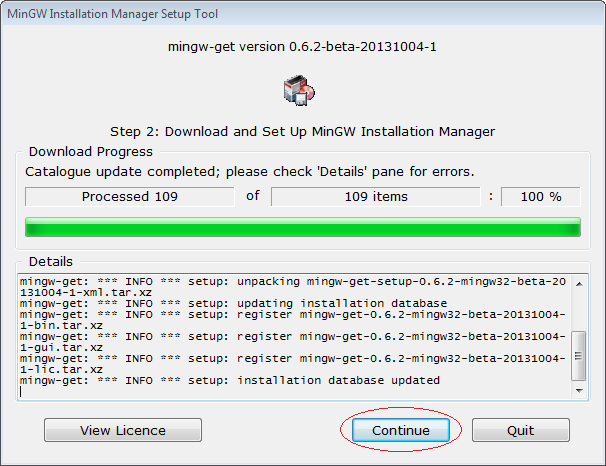 MinGW Installation Manager Setup Tool
mingw-get version 0.6.2-beta-20131004-1
Step 2: Download and Set Up MinGW Installation Manager
Download Progress
Catalogue update completed; please check 'Details' pane for errors.
Processed 109 of 109 items : 100 %
Details
mingw-get: *** INFO *** setup: unpacking mingw-get-setup-0.6.2-mingw32-beta-20
131004-1-xml.tar.xz
mingw-get: *** INFO *** setup: updating installation database
mingw-get: *** INFO *** setup: register mingw-get-0.6.2-mingw32-beta-20131004-
1-bin.tar.xz
mingw-get: *** INFO *** setup: register mingw-get-0.6.2-mingw32-beta-20131004-
1-gui.tar.xz
mingw-get: *** INFO *** setup: register mingw-get-0.6.2-mingw32-beta-20131004-
1-lic.tar.xz
mingw-get: *** INFO *** setup: installation database updated
View Licence Continue Quit